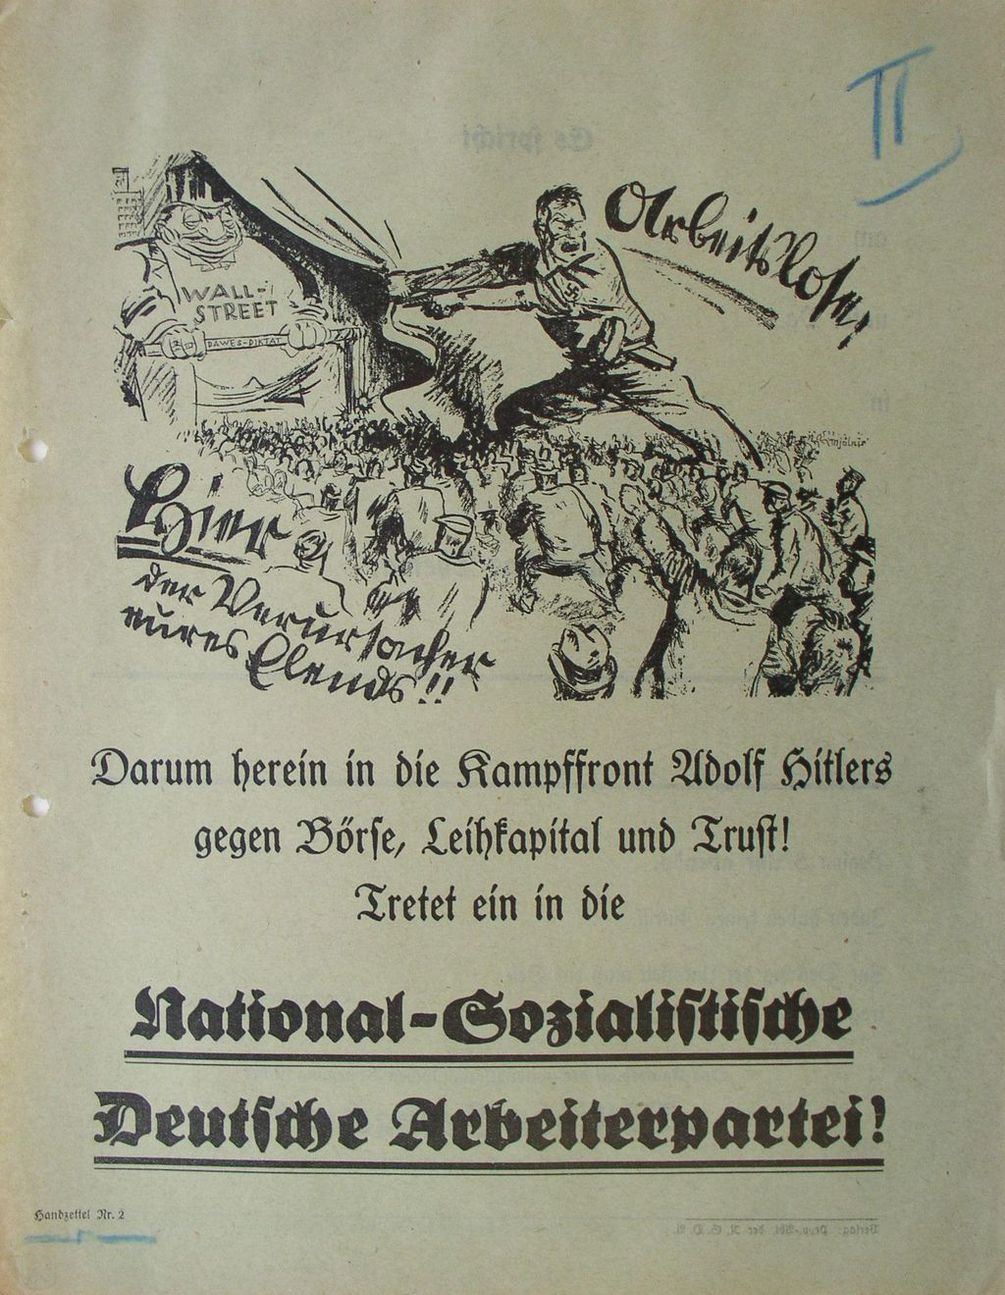 II
Arbeitslose,
WALL-
STREET
DAWES-DIKTAT
Mjölnir
Hier
der Verursacher
eures Elends!!
Darum herein in die Kampffront Adolf Hitlers
gegen Börse, Leihkapital und Trust!
Tretet ein in die
National-Sozialistische
Deutsche Arbeiterpartei!
Handzettel Nr. 2